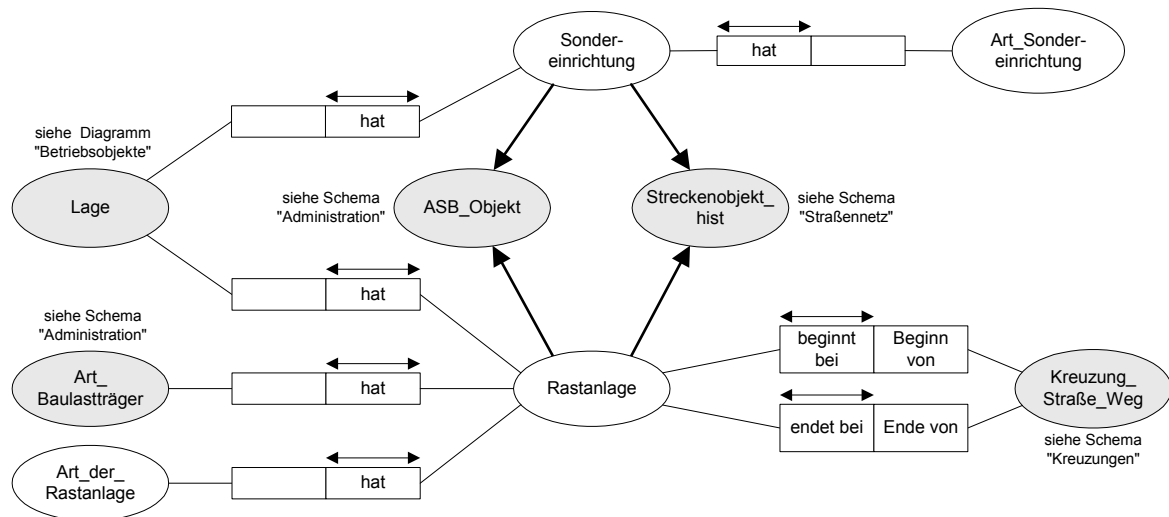 Sonder-
einrichtung
hat
Art_Sonder-
einrichtung
hat
siehe Diagramm
"Betriebsobjekte"
Lage
siehe Schema
"Administration"
ASB_Objekt
Streckenobjekt_
hist
siehe Schema
"Straßennetz"
hat
siehe Schema
"Administration"
Art_
Baulastträger
hat
Rastanlage
beginnt
bei
Beginn
von
endet bei
Ende von
Kreuzung_
Straße_Weg
siehe Schema
"Kreuzungen"
Art_der_
Rastanlage
hat